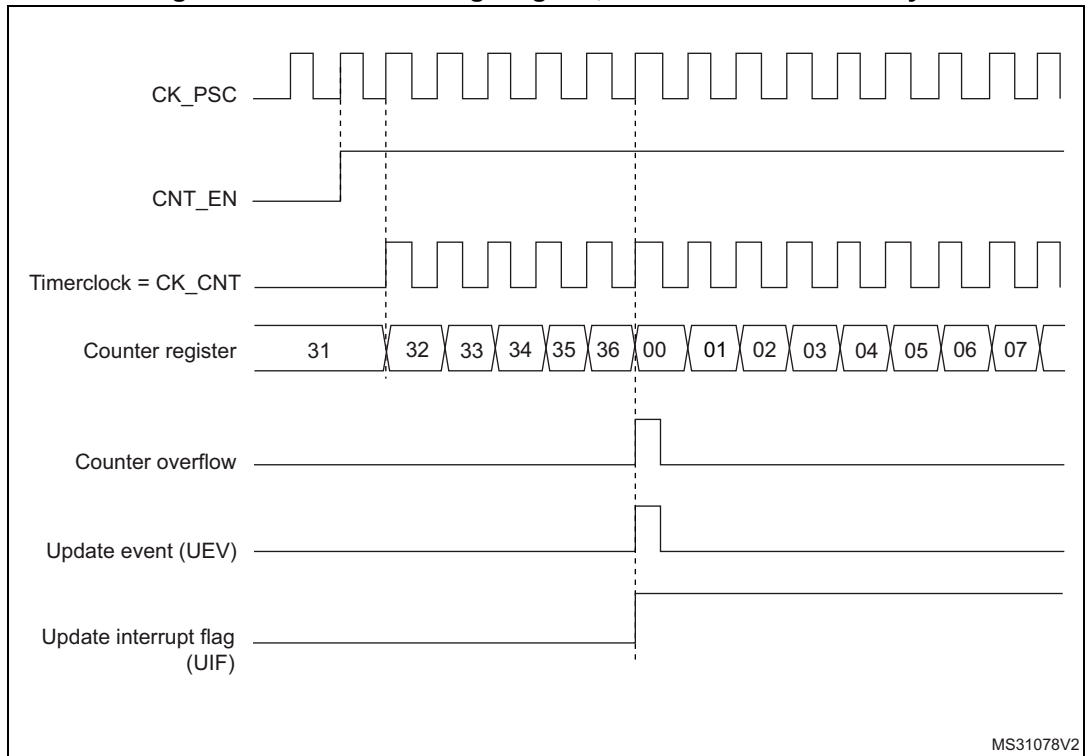 CK_PSC
CNT_EN
Timerclock = CK_CNT
Counter register 31 32 33 34 35 36 00 01 02 03 04 05 06 07
Counter overflow
Update event (UEV)
Update interrupt flag
(UIF)
MS31078V2